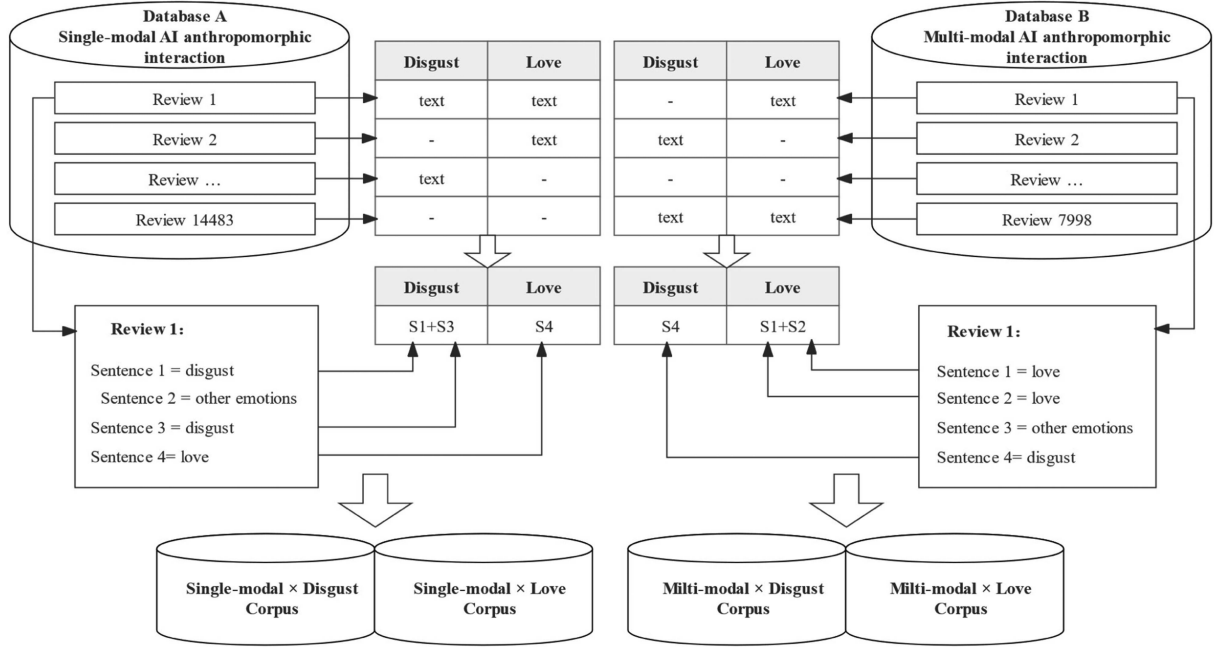 Database A
Single-modal AI anthropomorphic
interaction
Review 1
Review 2
Review …
Review 14483
Disgust Love
text text
- text
text -
- -
Disgust Love
- text
text -
- -
text text
Database B
Multi-modal AI anthropomorphic
interaction
Review 1
Review 2
Review …
Review 7998
Disgust Love
S1+S3 S4
Disgust Love
S4 S1+S2
Review 1:
Sentence 1 = disgust
Sentence 2 = other emotions
Sentence 3 = disgust
Sentence 4= love
Review 1:
Sentence 1 = love
Sentence 2 = love
Sentence 3 = other emotions
Sentence 4= disgust
Single-modal × Disgust
Corpus
Single-modal × Love
Corpus
Milti-modal × Disgust
Corpus
Milti-modal × Love
Corpus